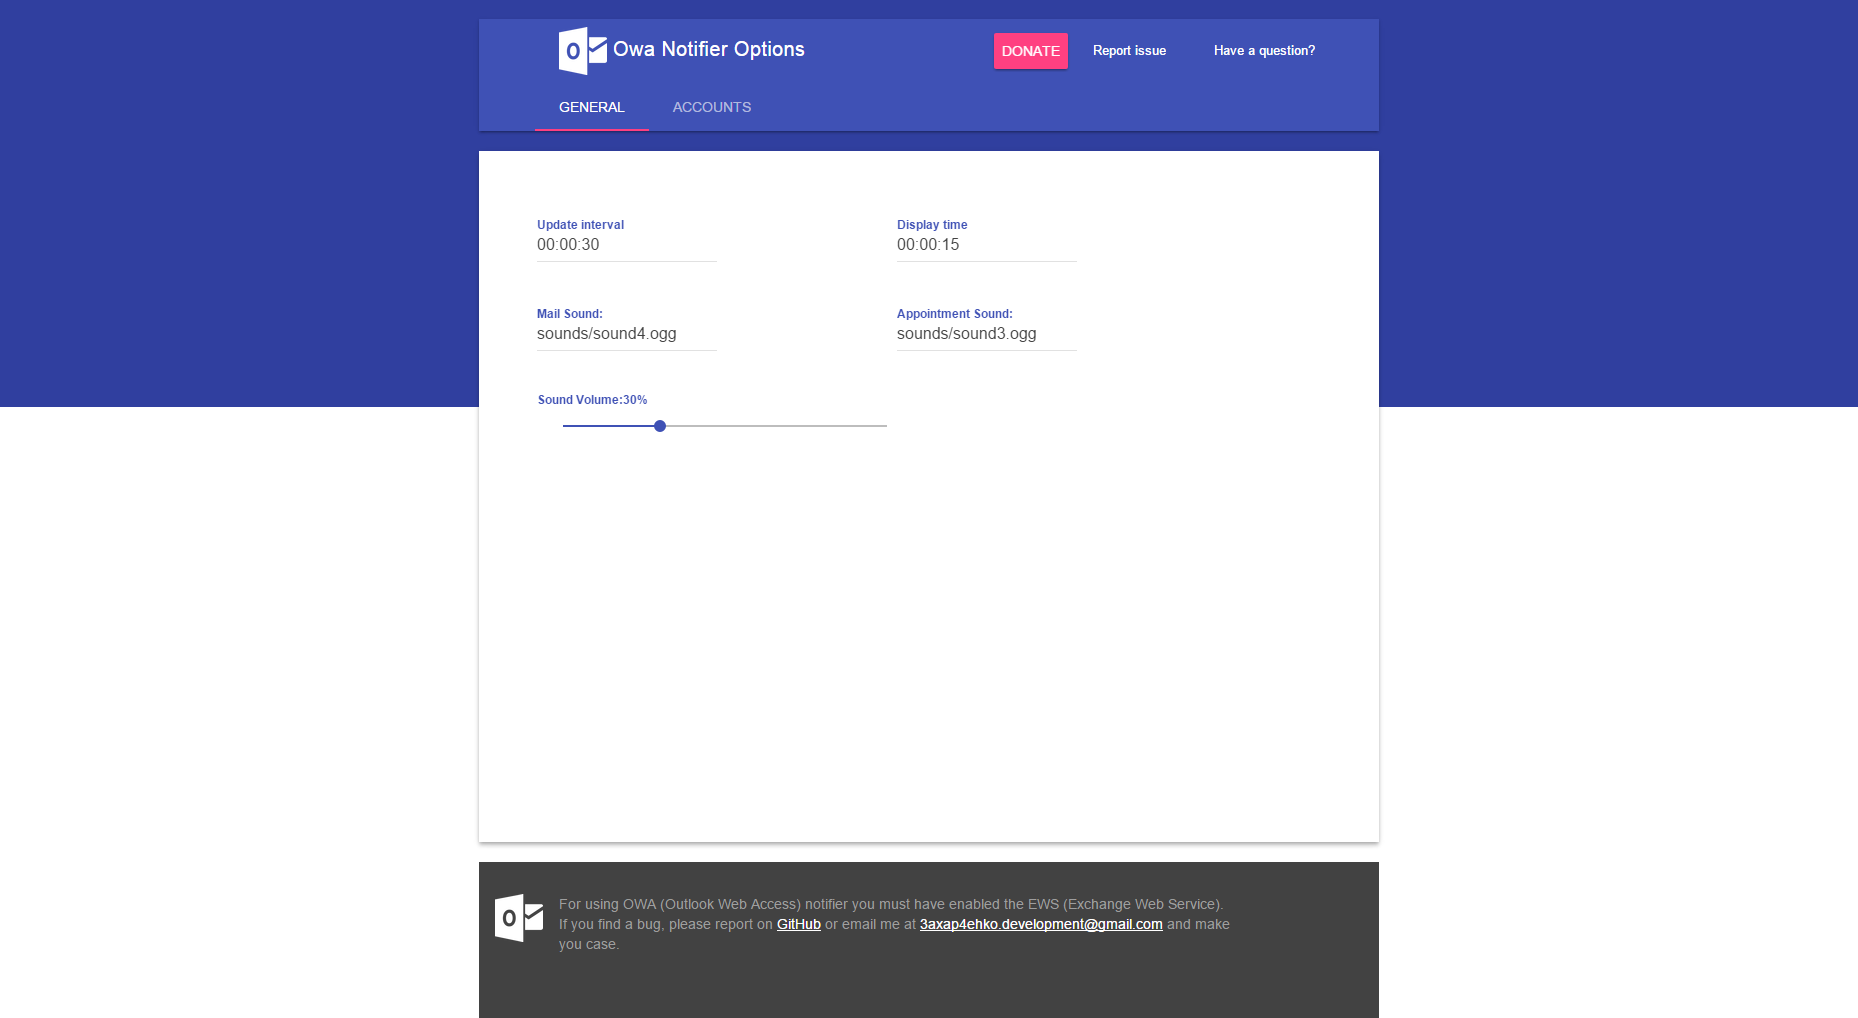 Owa Notifier Options
DONATE
Report issue
Have a question?
GENERAL
ACCOUNTS
Update interval
00:00:30
Display time
00:00:15
Mail Sound:
sounds/sound4.ogg
Appointment Sound:
sounds/sound3.ogg
Sound Volume:30%
For using OWA (Outlook Web Access) notifier you must have enabled the EWS (Exchange Web Service).
If you find a bug, please report on GitHub or email me at 3axap4ehko.development@gmail.com and make
you case.